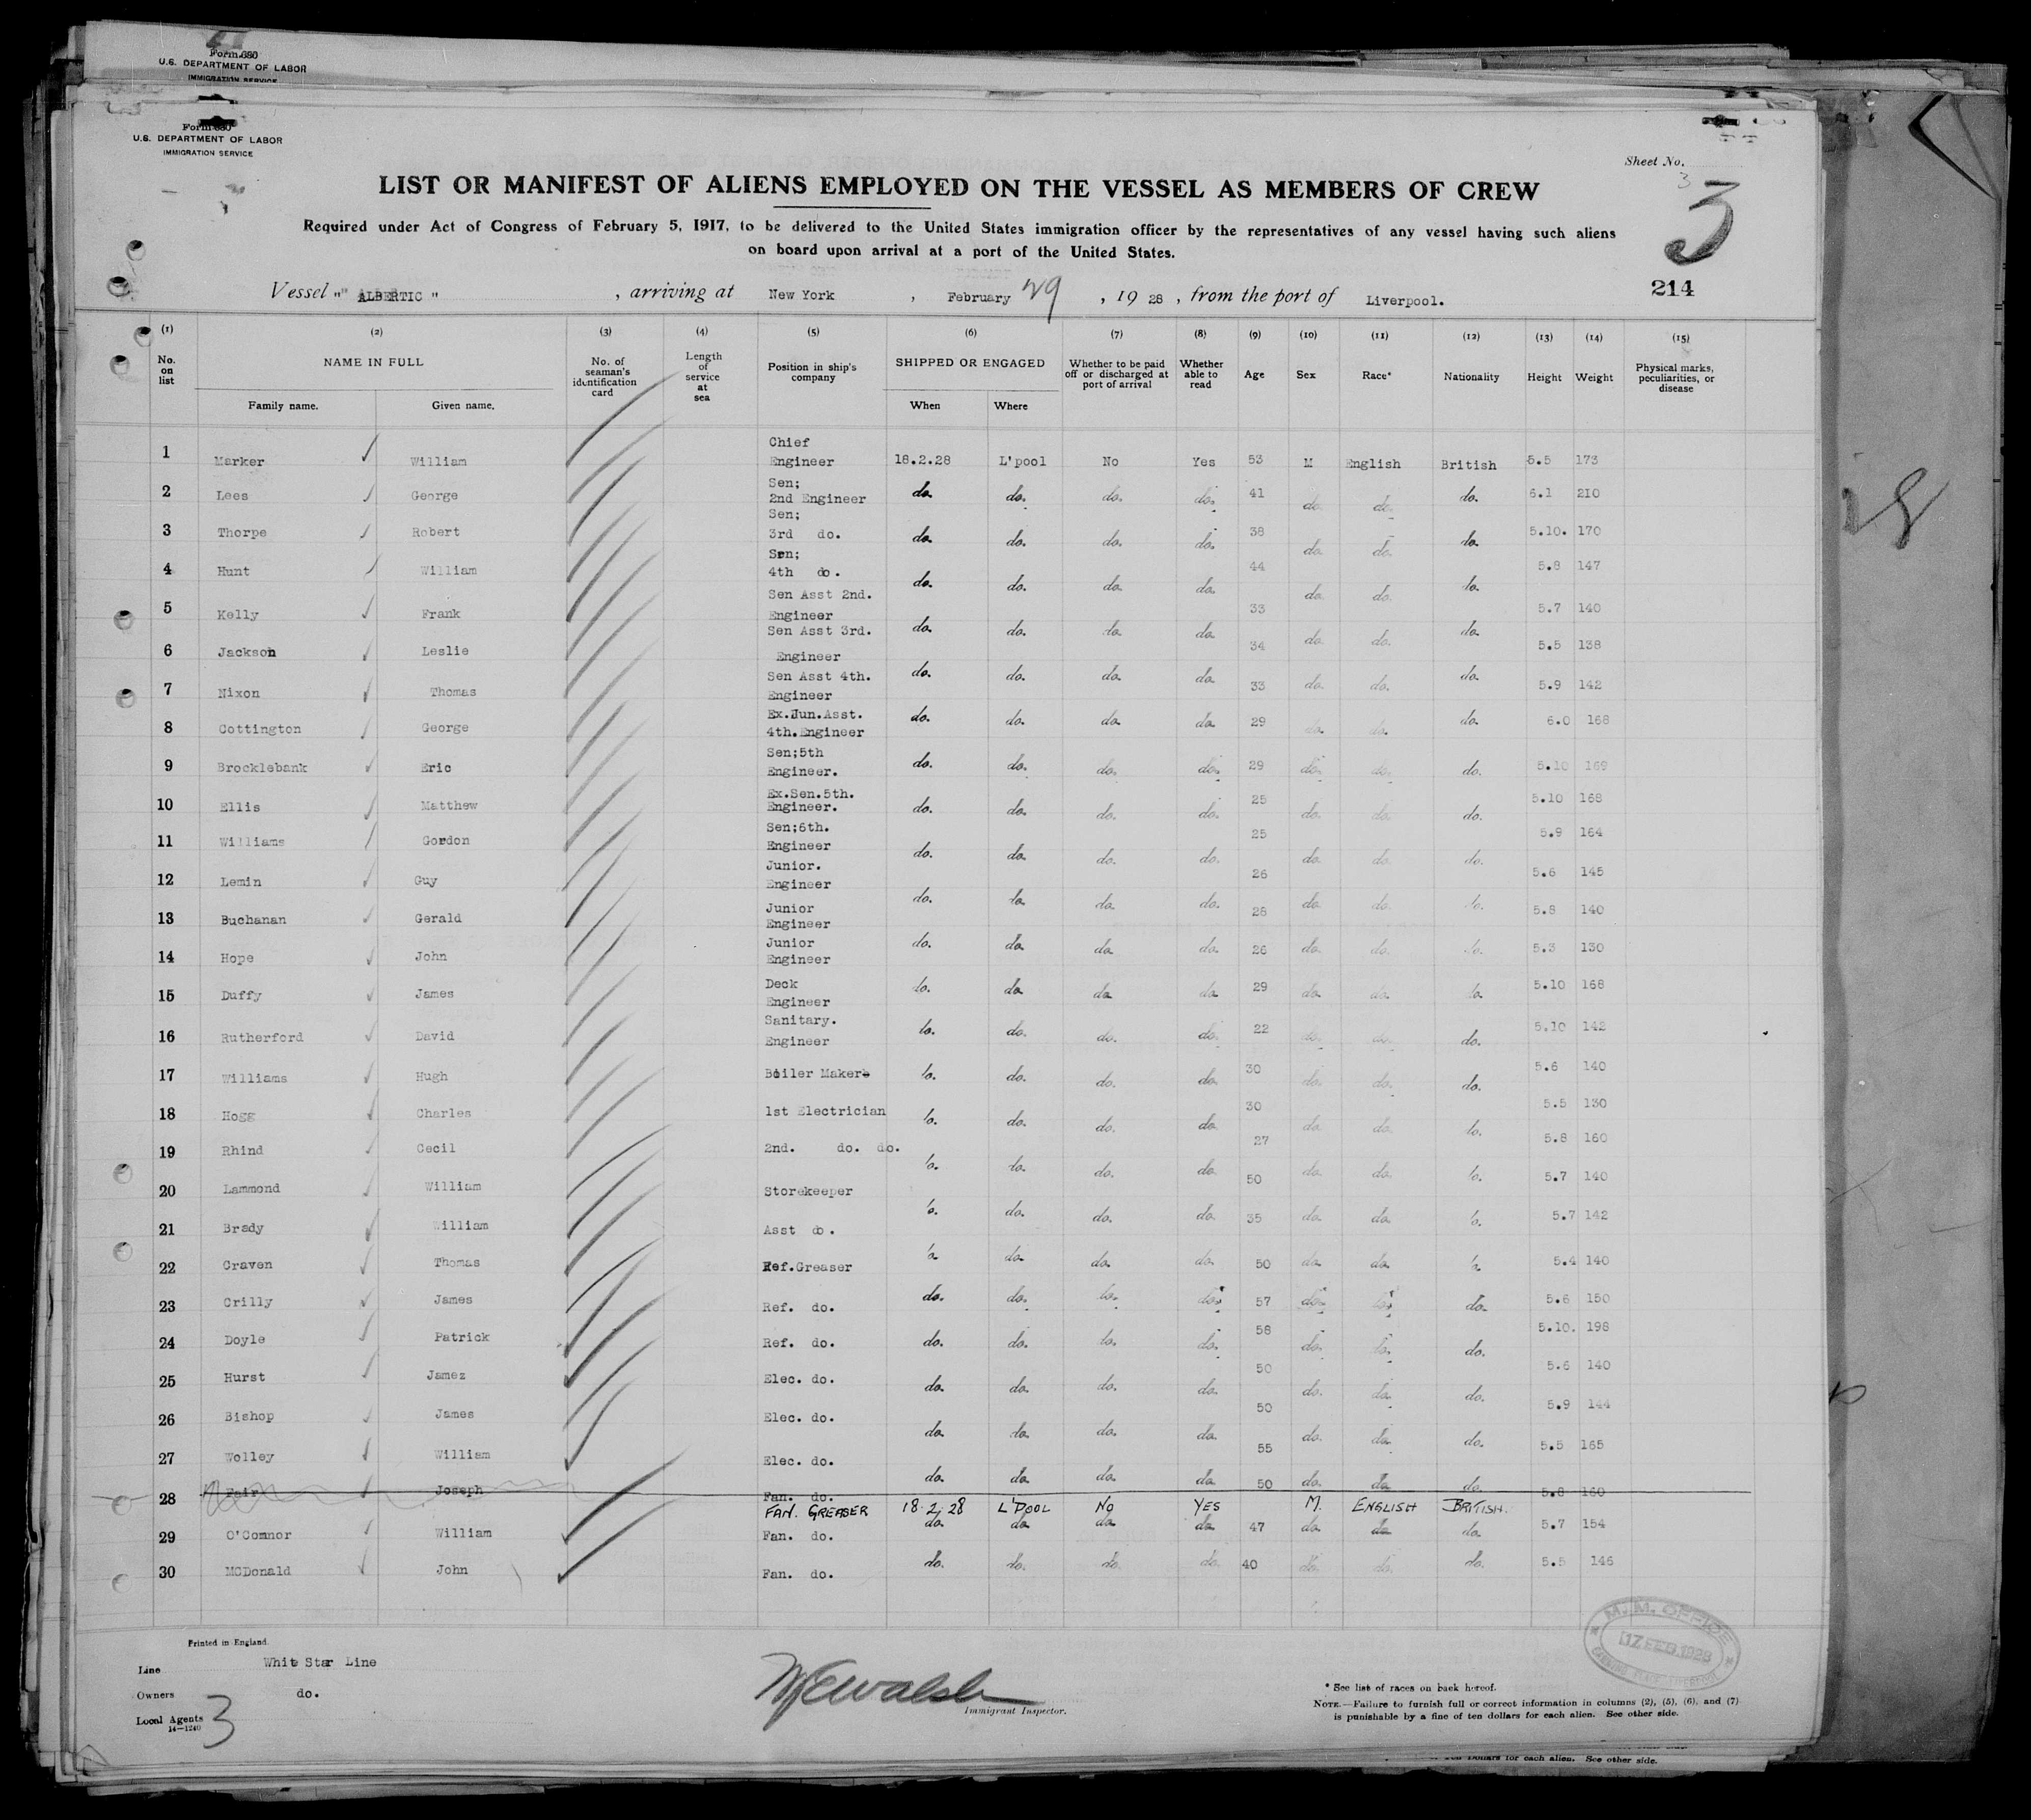 Form 680
U.S. DEPARTMENT OF LABOR
IMMIGRATION SERVICE
Form 680
U.S. DEPARTMENT OF LABOR
IMMIGRATION SERVICE
Sheet No.
3
3
LIST OR MANIFEST OF ALIENS EMPLOYED ON THE VESSEL AS MEMBERS OF CREW
Required under Act of Congress of February 5, 1917, to be delivered to the United States immigration officer by the representatives of any vessel having such aliens
on board upon arrival at a port of the United States.
214
Vessel "ALBERTIC", arriving at New York, February 29, 1928, from the port of Liverpool.
(1) (2) (3) (4) (5) (6) (7) (8) (9) (10) (11) (12) (13) (14) (15)
No. on list NAME IN FULL Family name. Given name. No. of seaman's identification card Length of service at sea Position in ship's company SHIPPED OR ENGAGED When Where Whether to be paid off or discharged at port of arrival Whether able to read Age Sex Race* Nationality Height Weight Physical marks, peculiarities, or disease
1 Marker William Chief Engineer 18.2.28 L'pool No Yes 53 M English British 5.5 173
2 Lees George Sen; 2nd Engineer do. do. do. do. 41 do. do. do. 6.1 210
3 Thorpe Robert Sen; 3rd do. do. do. do. do. 38 do. do. do. 5.10. 170
4 Hunt William Sen; 4th do. do. do. do. do. 44 do. do. do. 5.8 147
5 Kelly Frank Sen Asst 2nd. Engineer do. do. do. do. 33 do. do. do. 5.7 140
6 Jackson Leslie Sen Asst 3rd. Engineer do. do. do. do. 34 do. do. do. 5.5 138
7 Nixon Thomas Sen Asst 4th. Engineer do. do. do. do. 33 do. do. do. 5.9 142
8 Cottington George Ex.Jun.Asst. 4th.Engineer do. do. do. do. 29 do. do. do. 6.0 168
9 Brocklebank Eric Sen;5th Engineer. do. do. do. do. 29 do. do. do. 5.10 169
10 Ellis Matthew Ex.Sen.5th. Engineer. do. do. do. do. 25 do. do. do. 5.10 168
11 Williams Gordon Sen;6th. Engineer do. do. do. do. 25 do. do. do. 5.9 164
12 Lemin Guy Junior. Engineer do. do. do. do. 26 do. do. do. 5.6 145
13 Buchanan Gerald Junior Engineer do. do. do. do. 28 do. do. do. 5.8 140
14 Hope John Junior Engineer do. do. do. do. 26 do. do. do. 5.3 130
15 Duffy James Deck Engineer do. do. do. do. 29 do. do. do. 5.10 168
16 Rutherford David Sanitary. Engineer do. do. do. do. 22 do. do. do. 5.10 142
17 Williams Hugh Boiler Maker do. do. do. do. 30 do. do. do. 5.6 140
18 Hogg Charles 1st Electrician do. do. do. do. 30 do. do. do. 5.5 130
19 Rhind Cecil 2nd. do. do. do. do. do. do. 27 do. do. do. 5.8 160
20 Lammond William Storekeeper do. do. do. do. 50 do. do. do. 5.7 140
21 Brady William Asst do. do. do. do. do. 35 do. do. do. 5.7 142
22 Craven Thomas Ref.Greaser do. do. do. do. 50 do. do. do. 5.4 140
23 Crilly James Ref. do. do. do. do. do. 57 do. do. do. 5.6 150
24 Doyle Patrick Ref. do. do. do. do. do. 58 do. do. do. 5.10. 198
25 Hurst Jamez Elec. do. do. do. do. do. 50 do. do. do. 5.6 140
26 Bishop James Elec. do. do. do. do. do. 50 do. do. do. 5.9 144
27 Wolley William Elec. do. do. do. do. do. 55 do. do. do. 5.5 165
28 Fair Joseph Fan. do. do. do. do. do. 50 do. do. do. 5.8 160
FAN. GREASER 18.2.28 L'POOL NO YES M. ENGLISH BRITISH.
29 O'Connor William Fan. do. do. do. do. do. 47 do. do. do. 5.7 154
30 McDonald John Fan. do. do. do. do. do. 40 do. do. do. 5.5 146
M.M. OFFICE
17 FEB 1928
Printed in England.
Line White Star Line
Owners do.
Local Agents
14—1240
3
Immigrant Inspector.
* See list of races on back hereof.
NOTE.—Failure to furnish full or correct information in columns (2), (5), (6), and (7)
is punishable by a fine of ten dollars for each alien. See other side.
dollars for each alien. See other side.